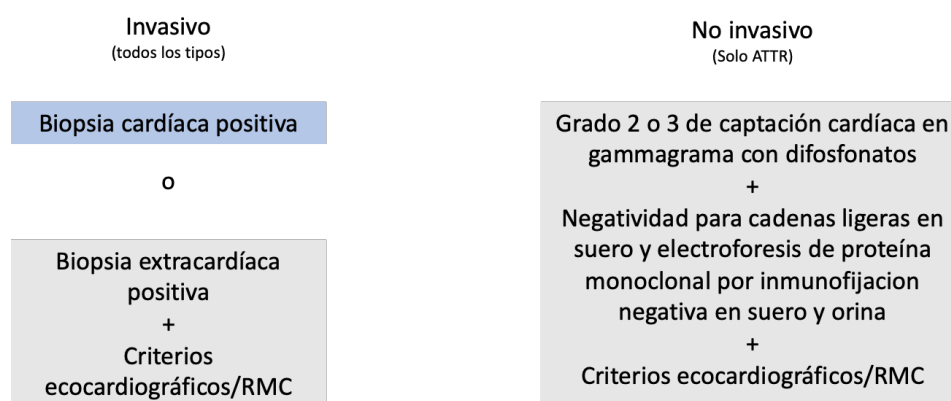 Invasivo
(todos los tipos)
Biopsia cardíaca positiva
o
Biopsia extracardíaca
positiva
+
Criterios
ecocardiográficos/RMC
No invasivo
(Solo ATTR)
Grado 2 o 3 de captación cardíaca en
gammagrama con difosfonatos
+
Negatividad para cadenas ligeras en
suero y electroforesis de proteína
monoclonal por inmunofijacion
negativa en suero y orina
+
Criterios ecocardiográficos/RMC